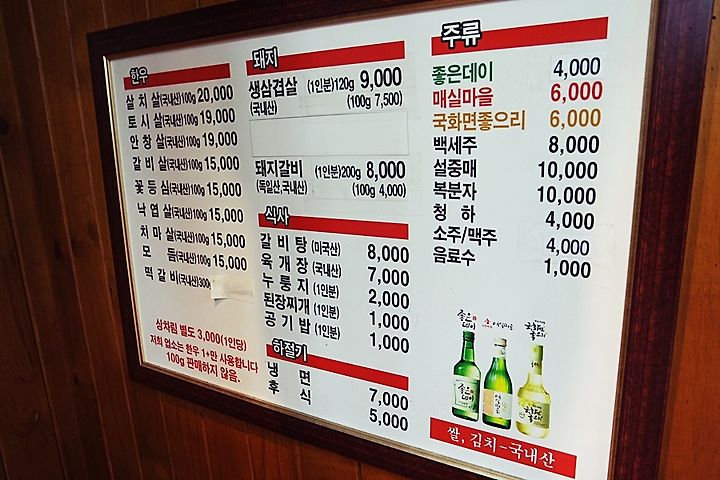 한우
살 치 살(국내산)100g 20,000
토 시 살(국내산)100g 19,000
안 창 살(국내산)100g 19,000
갈 비 살(국내산)100g 15,000
꽃 등 심(국내산)100g 15,000
낙 엽 살(국내산)100g 15,000
치 마 살(국내산)100g 15,000
모 듬(국내산)100g 15,000
떡 갈 비(국내산)300g
상차림 별도 3,000(1인당)
저희 업소는 한우 1+만 사용합니다
100g 판매하지 않음.
돼지
생삼겹살 (1인분)120g 9,000
(국내산) (100g 7,500)
돼지갈비 (1인분)200g 8,000
(독일산,국내산) (100g 4,000)
식사
갈 비 탕 (미국산) 8,000
육 개 장 (국내산) 7,000
누 룽 지 (1인분) 2,000
된장찌개 (1인분) 1,000
공 기 밥 (1인분) 1,000
하절기
냉 면 7,000
후 식 5,000
주류
좋은데이 4,000
매실마을 6,000
국화면좋으리 6,000
백세주 8,000
설중매 10,000
복분자 10,000
청 하 4,000
소주/맥주 4,000
음료수 1,000
좋은데이
쌀, 김치-국내산